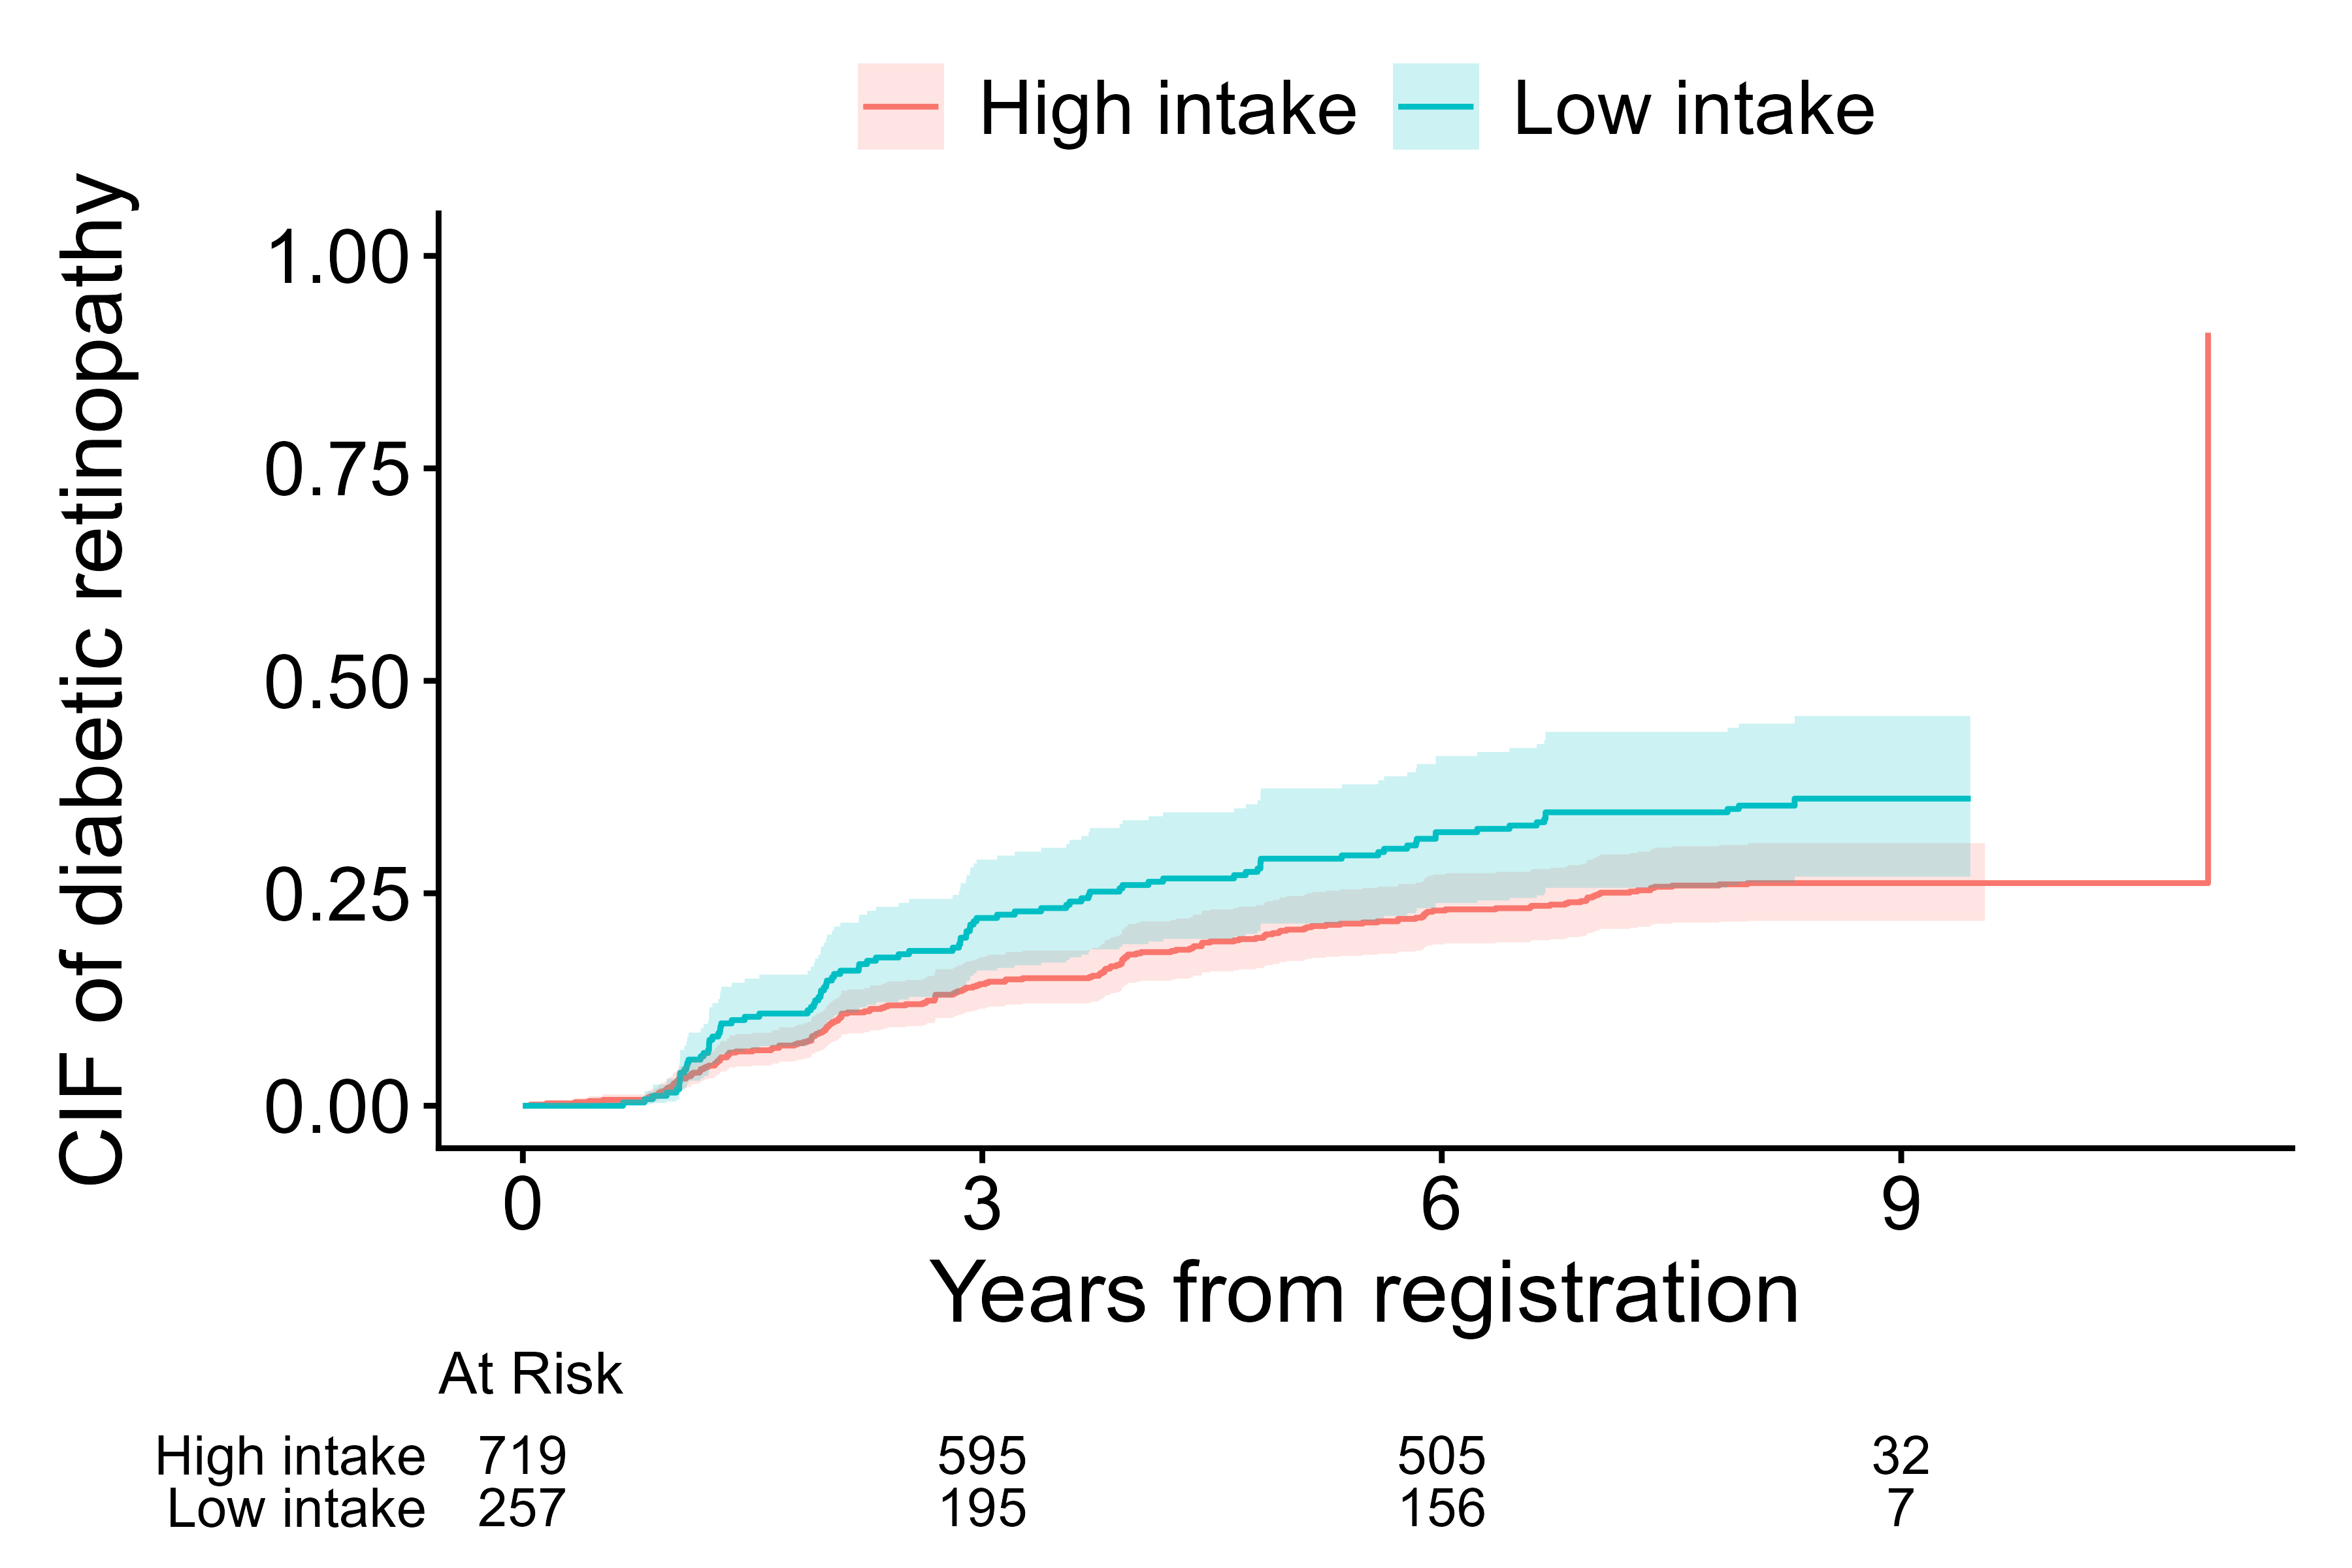 High intake Low intake
CIF of diabetic retinopathy
1.00
0.75
0.50
0.25
0.00
0 3 6 9
Years from registration
At Risk
High intake 719 595 505 32
Low intake 257 195 156 7